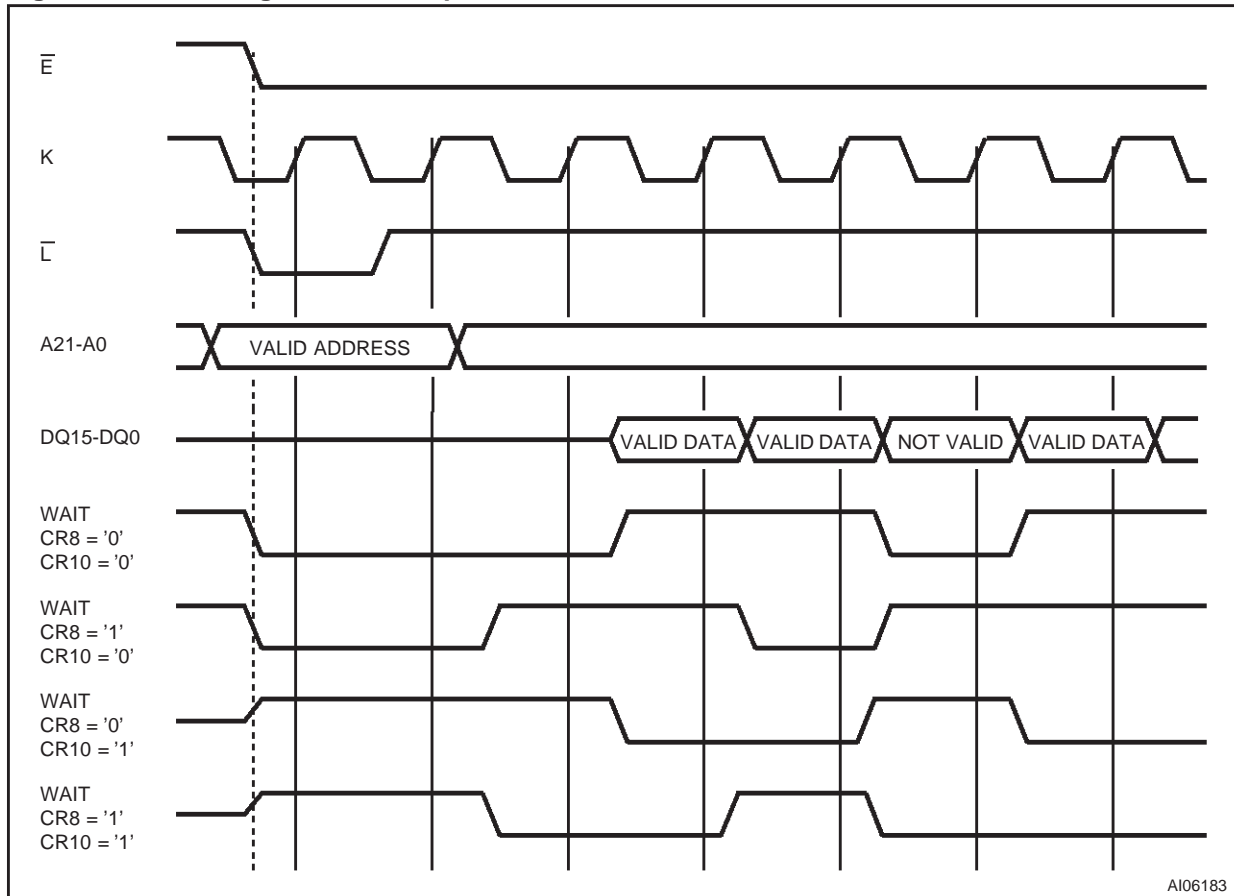 E
K
L
A21-A0
VALID ADDRESS
DQ15-DQ0
VALID DATA VALID DATA NOT VALID VALID DATA
WAIT
CR8 = '0'
CR10 = '0'
WAIT
CR8 = '1'
CR10 = '0'
WAIT
CR8 = '0'
CR10 = '1'
WAIT
CR8 = '1'
CR10 = '1'
AI06183